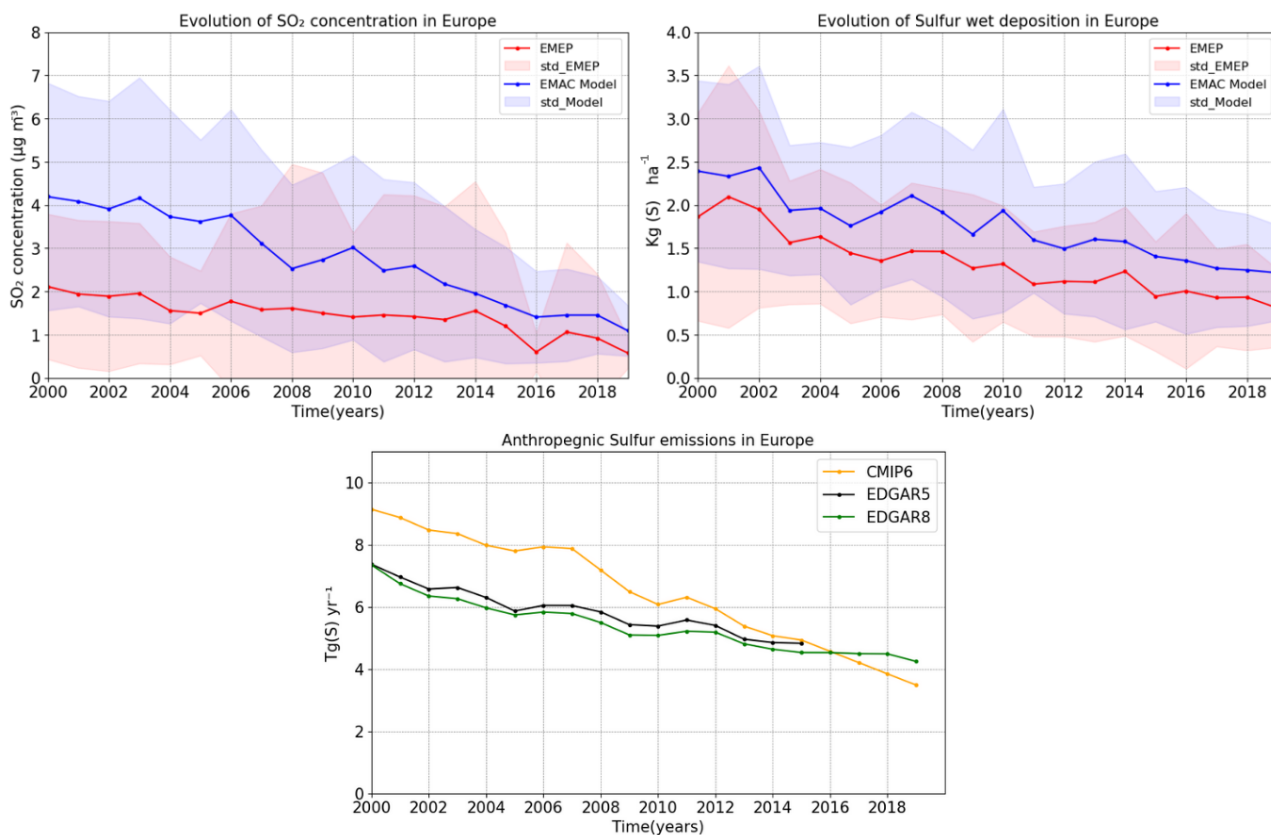 Evolution of SO₂ concentration in Europe
SO₂ concentration (µg m³)
8
7
6
5
4
3
2
1
0
EMEP
std_EMEP
EMAC Model
std_Model
2000 2002 2004 2006 2008 2010 2012 2014 2016 2018
Time(years)
Evolution of Sulfur wet deposition in Europe
Kg (S) ha⁻¹
4.0
3.5
3.0
2.5
2.0
1.5
1.0
0.5
0.0
EMEP
std_EMEP
EMAC Model
std_Model
2000 2002 2004 2006 2008 2010 2012 2014 2016 2018
Time(years)
Anthropegnic Sulfur emissions in Europe
Tg(S) yr⁻¹
10
8
6
4
2
0
CMIP6
EDGAR5
EDGAR8
2000 2002 2004 2006 2008 2010 2012 2014 2016 2018
Time(years)